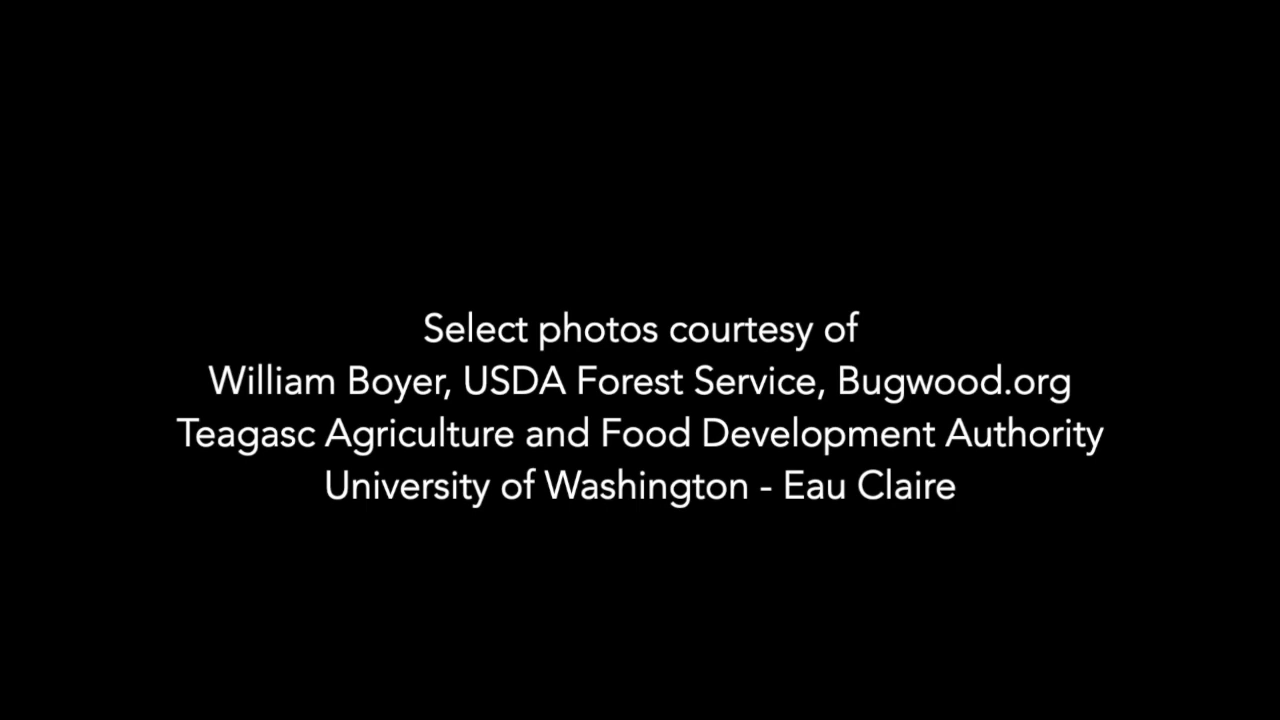 Select photos courtesy of
William Boyer, USDA Forest Service, Bugwood.org
Teagasc Agriculture and Food Development Authority
University of Washington - Eau Claire